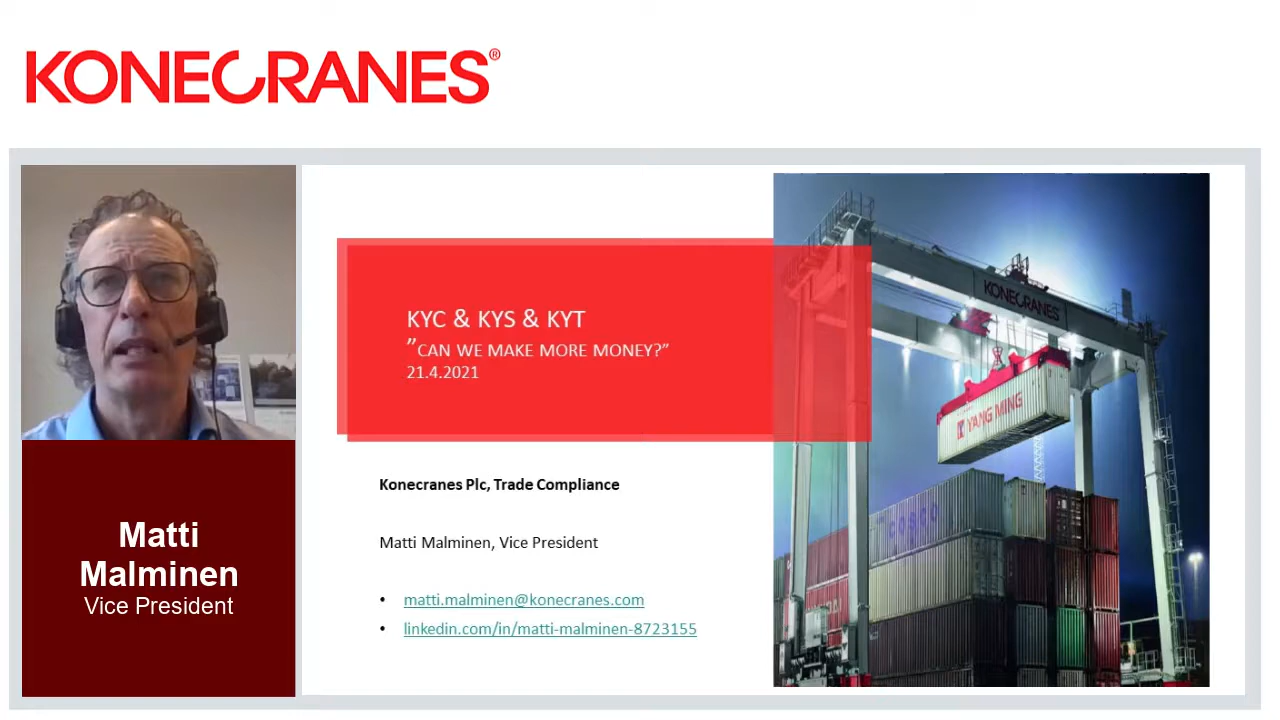 KONECRANES®
KYC & KYS & KYT
”CAN WE MAKE MORE MONEY?”
21.4.2021
KONECRANES
YANG MING
COSCO
Konecranes Plc, Trade Compliance
Matti Malminen, Vice President
• matti.malminen@konecranes.com
• linkedin.com/in/matti-malminen-8723155
Matti
Malminen
Vice President